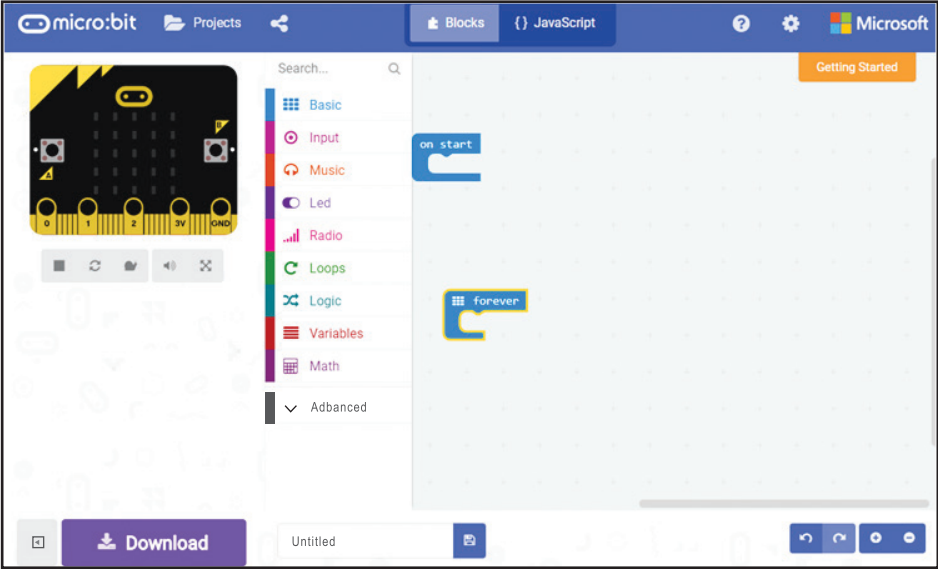 micro:bit Projects Blocks {} JavaScript ? Microsoft
Search...
Getting Started
Basic
Input
Music
Led
Radio
Loops
Logic
Variables
Math
Adbanced
B
A
0 1 2 3V GND
on start
forever
Download
Untitled